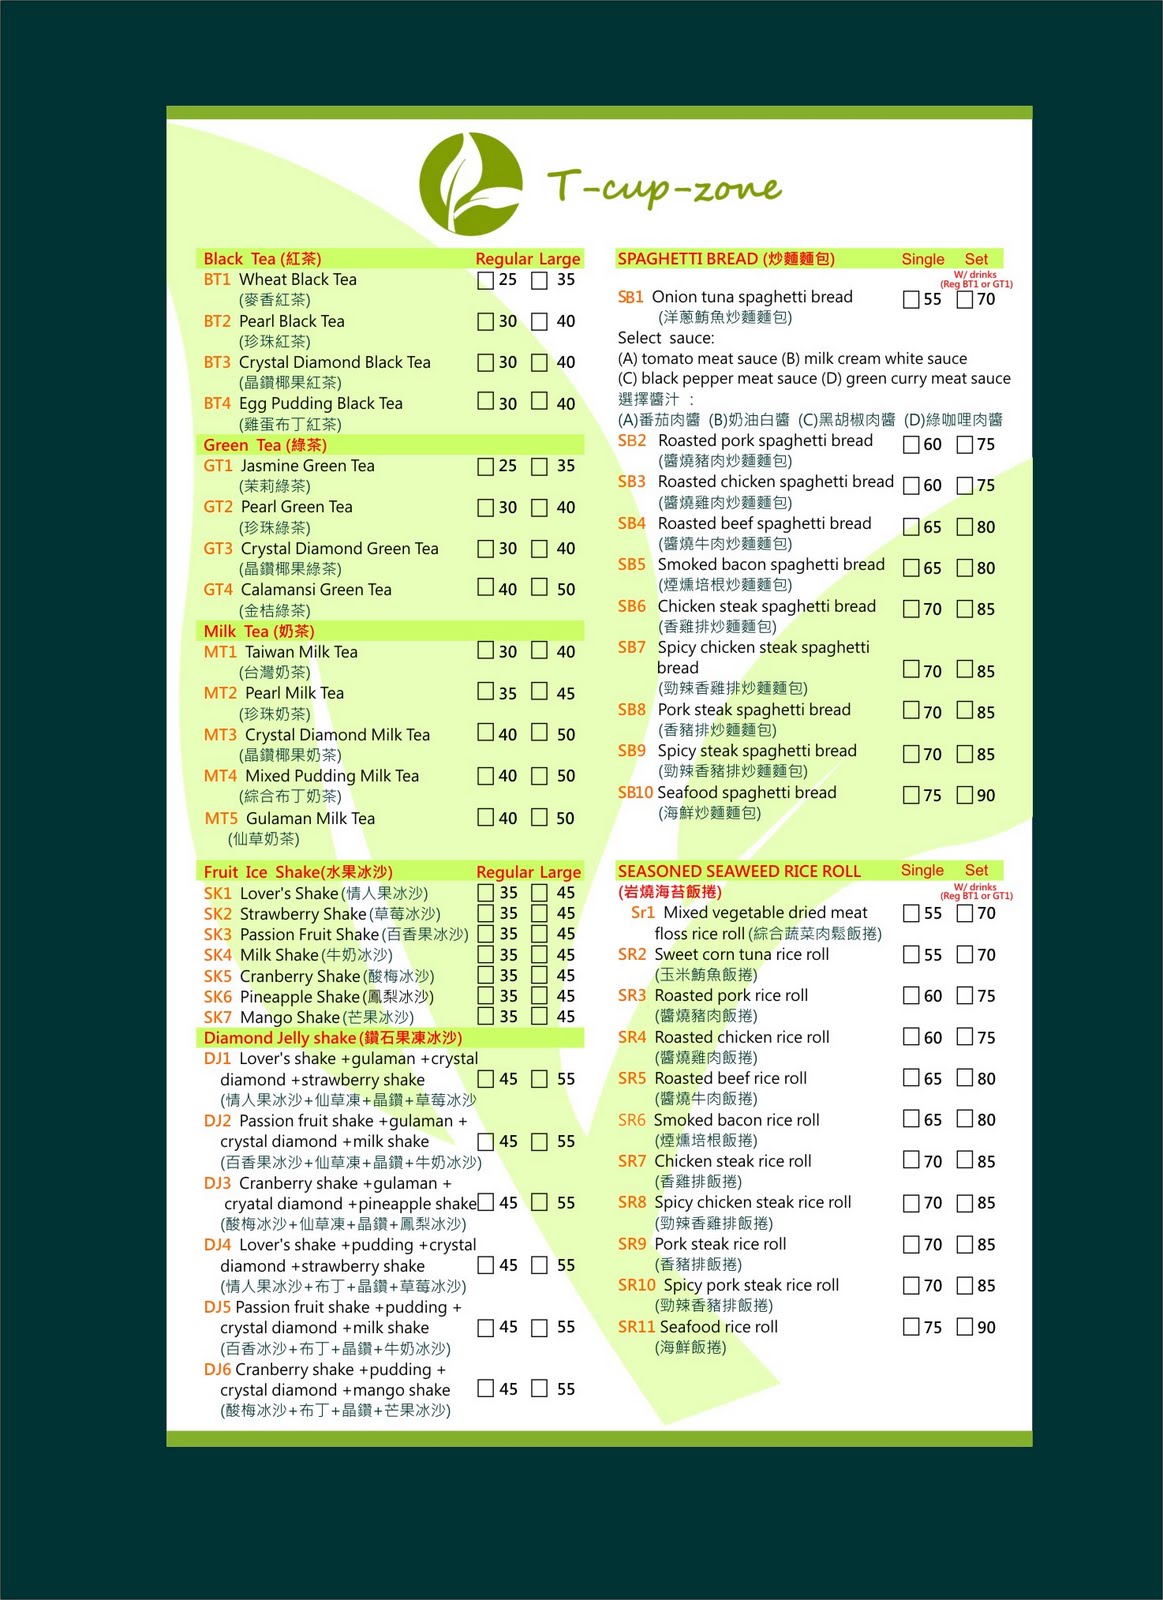 T-cup-zone
Black Tea (紅茶) Regular Large
BT1 Wheat Black Tea 25 35
(麥香紅茶)
BT2 Pearl Black Tea 30 40
(珍珠紅茶)
BT3 Crystal Diamond Black Tea 30 40
(晶鑽椰果紅茶)
BT4 Egg Pudding Black Tea 30 40
(雞蛋布丁紅茶)
Green Tea (綠茶)
GT1 Jasmine Green Tea 25 35
(茉莉綠茶)
GT2 Pearl Green Tea 30 40
(珍珠綠茶)
GT3 Crystal Diamond Green Tea 30 40
(晶鑽椰果綠茶)
GT4 Calamansi Green Tea 40 50
(金桔綠茶)
Milk Tea (奶茶)
MT1 Taiwan Milk Tea 30 40
(台灣奶茶)
MT2 Pearl Milk Tea 35 45
(珍珠奶茶)
MT3 Crystal Diamond Milk Tea 40 50
(晶鑽椰果奶茶)
MT4 Mixed Pudding Milk Tea 40 50
(綜合布丁奶茶)
MT5 Gulaman Milk Tea 40 50
(仙草奶茶)
Fruit Ice Shake(水果冰沙) Regular Large
SK1 Lover's Shake (情人果冰沙) 35 45
SK2 Strawberry Shake (草莓冰沙) 35 45
SK3 Passion Fruit Shake (百香果冰沙) 35 45
SK4 Milk Shake (牛奶冰沙) 35 45
SK5 Cranberry Shake (酸梅冰沙) 35 45
SK6 Pineapple Shake (鳳梨冰沙) 35 45
SK7 Mango Shake (芒果冰沙) 35 45
Diamond Jelly shake (鑽石果凍冰沙)
DJ1 Lover's shake +gulaman +crystal
diamond +strawberry shake 45 55
(情人果冰沙+仙草凍+晶鑽+草莓冰沙
DJ2 Passion fruit shake +gulaman +
crystal diamond +milk shake 45 55
(百香果冰沙+仙草凍+晶鑽+牛奶冰沙)
DJ3 Cranberry shake +gulaman +
cryatal diamond +pineapple shake 45 55
(酸梅冰沙+仙草凍+晶鑽+鳳梨冰沙)
DJ4 Lover's shake +pudding +crystal
diamond +strawberry shake 45 55
(情人果冰沙+布丁+晶鑽+草莓冰沙)
DJ5 Passion fruit shake +pudding +
crystal diamond +milk shake 45 55
(百香冰沙+布丁+晶鑽+牛奶冰沙)
DJ6 Cranberry shake +pudding +
crystal diamond +mango shake 45 55
(酸梅冰沙+布丁+晶鑽+芒果冰沙)
SPAGHETTI BREAD (炒麵麵包) Single Set
W/ drinks
(Reg BT1 or GT1)
SB1 Onion tuna spaghetti bread 55 70
(洋蔥鮪魚炒麵麵包)
Select sauce:
(A) tomato meat sauce (B) milk cream white sauce
(C) black pepper meat sauce (D) green curry meat sauce
選擇醬汁 :
(A)番茄肉醬 (B)奶油白醬 (C)黑胡椒肉醬 (D)綠咖哩肉醬
SB2 Roasted pork spaghetti bread 60 75
(醬燒豬肉炒麵麵包)
SB3 Roasted chicken spaghetti bread 60 75
(醬燒雞肉炒麵麵包)
SB4 Roasted beef spaghetti bread 65 80
(醬燒牛肉炒麵麵包)
SB5 Smoked bacon spaghetti bread 65 80
(煙燻培根炒麵麵包)
SB6 Chicken steak spaghetti bread 70 85
(香雞排炒麵麵包)
SB7 Spicy chicken steak spaghetti
bread 70 85
(勁辣香雞排炒麵麵包)
SB8 Pork steak spaghetti bread 70 85
(香豬排炒麵麵包)
SB9 Spicy steak spaghetti bread 70 85
(勁辣香豬排炒麵麵包)
SB10 Seafood spaghetti bread 75 90
(海鮮炒麵麵包)
SEASONED SEAWEED RICE ROLL Single Set
(岩燒海苔飯捲) W/ drinks
(Reg BT1 or GT1)
Sr1 Mixed vegetable dried meat 55 70
floss rice roll (綜合蔬菜肉鬆飯捲)
SR2 Sweet corn tuna rice roll 55 70
(玉米鮪魚飯捲)
SR3 Roasted pork rice roll 60 75
(醬燒豬肉飯捲)
SR4 Roasted chicken rice roll 60 75
(醬燒雞肉飯捲)
SR5 Roasted beef rice roll 65 80
(醬燒牛肉飯捲)
SR6 Smoked bacon rice roll 65 80
(煙燻培根飯捲)
SR7 Chicken steak rice roll 70 85
(香雞排飯捲)
SR8 Spicy chicken steak rice roll 70 85
(勁辣香雞排飯捲)
SR9 Pork steak rice roll 70 85
(香豬排飯捲)
SR10 Spicy pork steak rice roll 70 85
(勁辣香豬排飯捲)
SR11 Seafood rice roll 75 90
(海鮮飯捲)